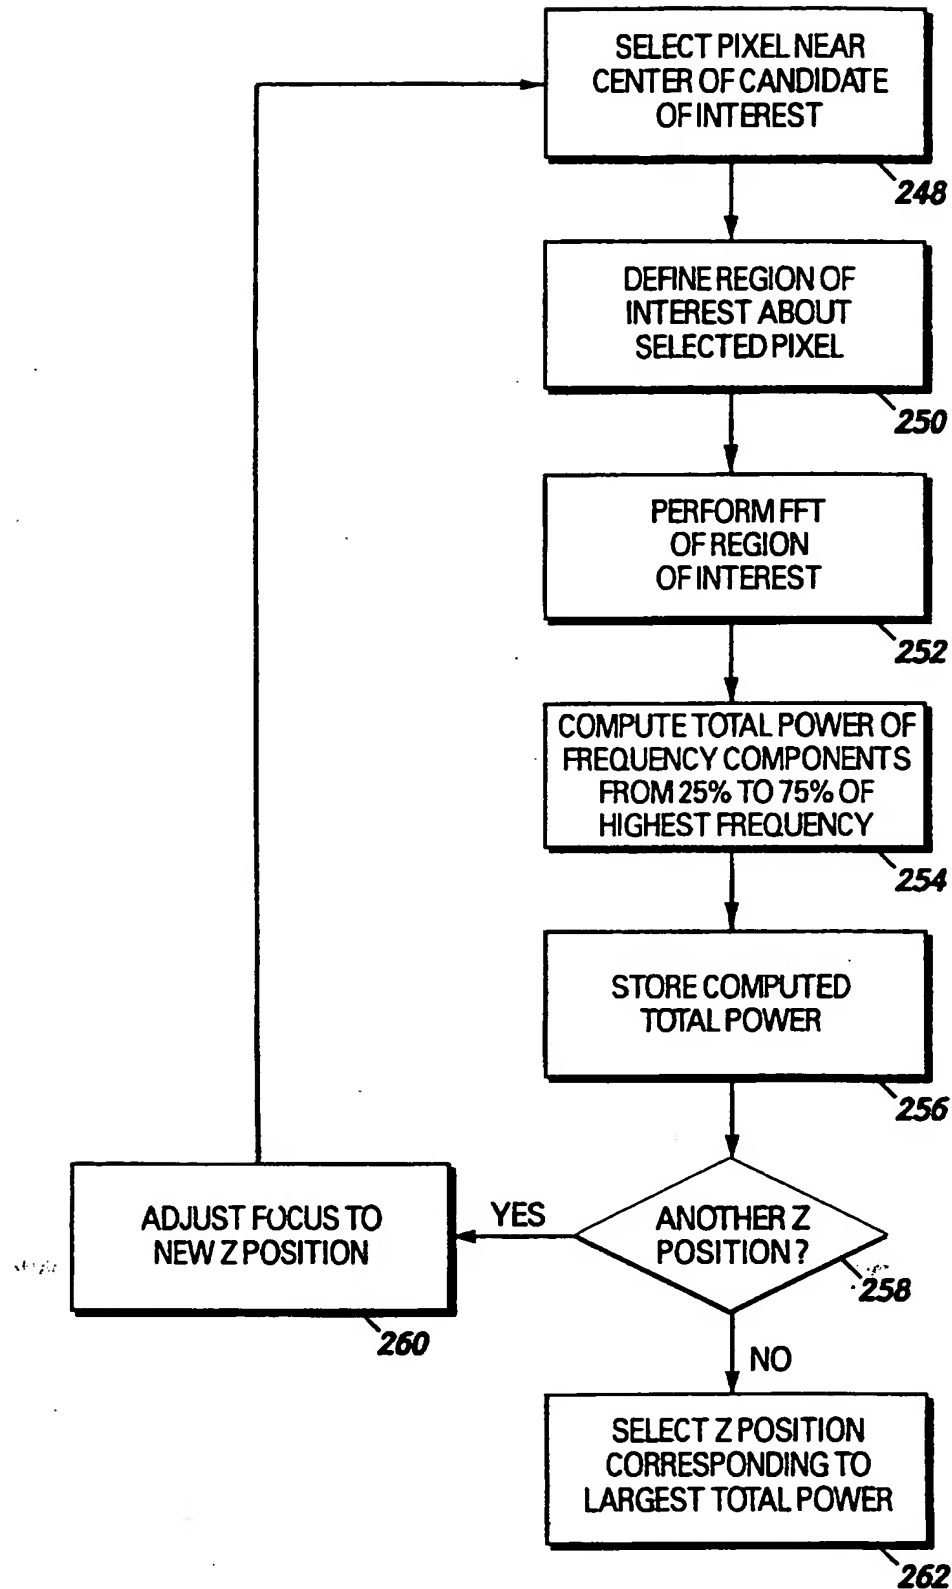 SELECT PIXEL NEAR
CENTER OF CANDIDATE
OF INTEREST
248
DEFINE REGION OF
INTEREST ABOUT
SELECTED PIXEL
250
PERFORM FFT
OF REGION
OF INTEREST
252
COMPUTE TOTAL POWER OF
FREQUENCY COMPONENTS
FROM 25% TO 75% OF
HIGHEST FREQUENCY
254
STORE COMPUTED
TOTAL POWER
256
ANOTHER Z
POSITION?
258
YES
ADJUST FOCUS TO
NEW Z POSITION
260
NO
SELECT Z POSITION
CORRESPONDING TO
LARGEST TOTAL POWER
262